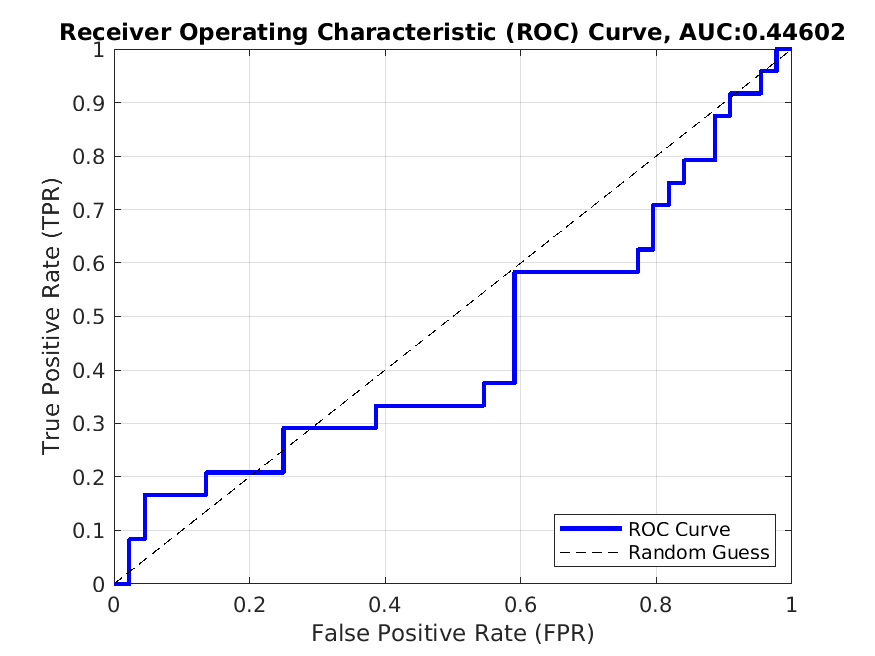 Receiver Operating Characteristic (ROC) Curve, AUC:0.44602
1
0.9
0.8
0.7
0.6
0.5
0.4
0.3
0.2
0.1
0
True Positive Rate (TPR)
ROC Curve
Random Guess
0 0.2 0.4 0.6 0.8 1
False Positive Rate (FPR)